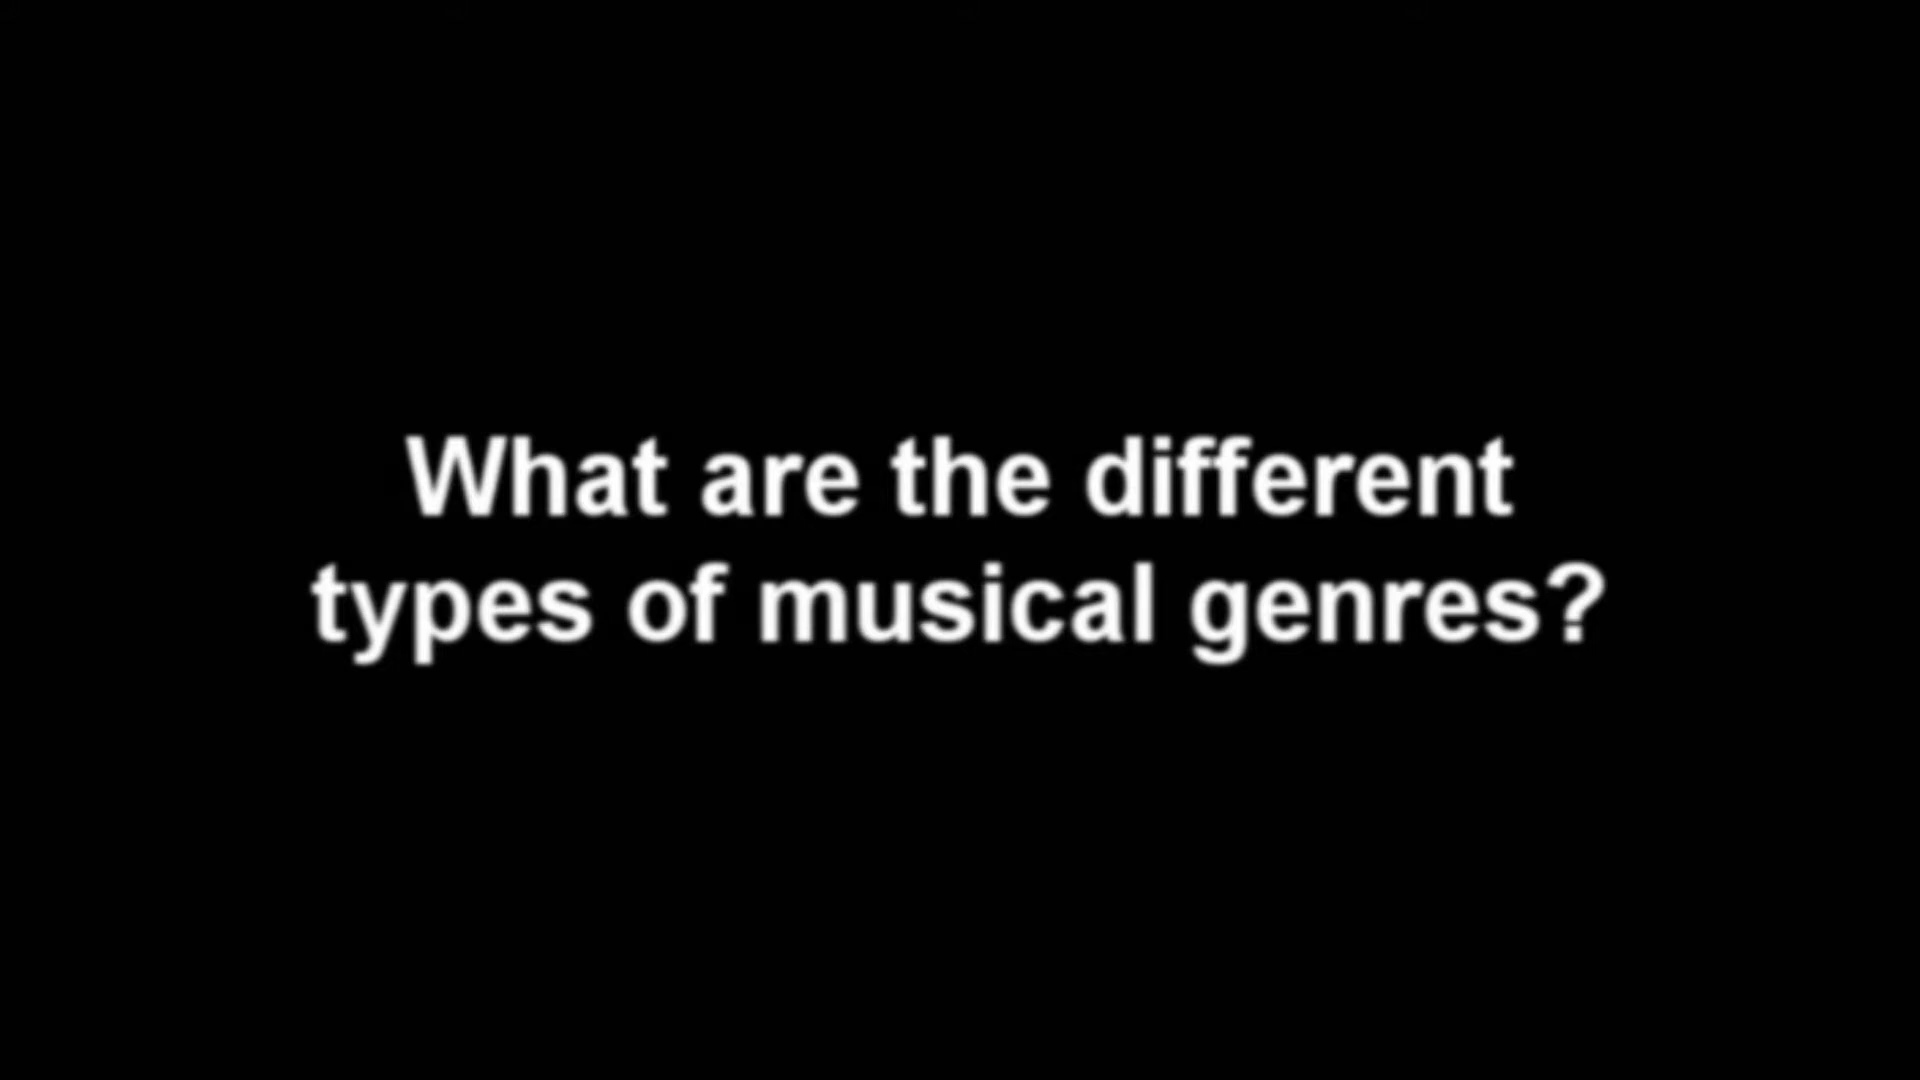 What are the different
types of musical genres?